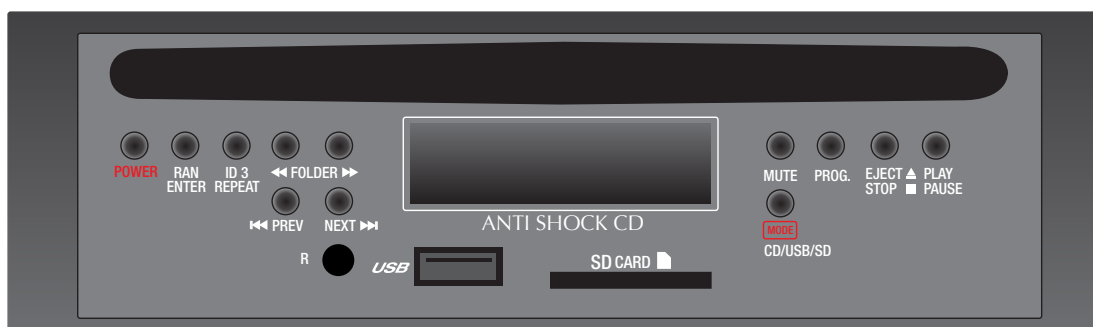 POWER
RAN
ENTER
ID 3
REPEAT
FOLDER
PREV
NEXT
R
USB
ANTI SHOCK CD
SD CARD
MUTE
PROG.
EJECT
STOP
PLAY
PAUSE
MODE
CD/USB/SD